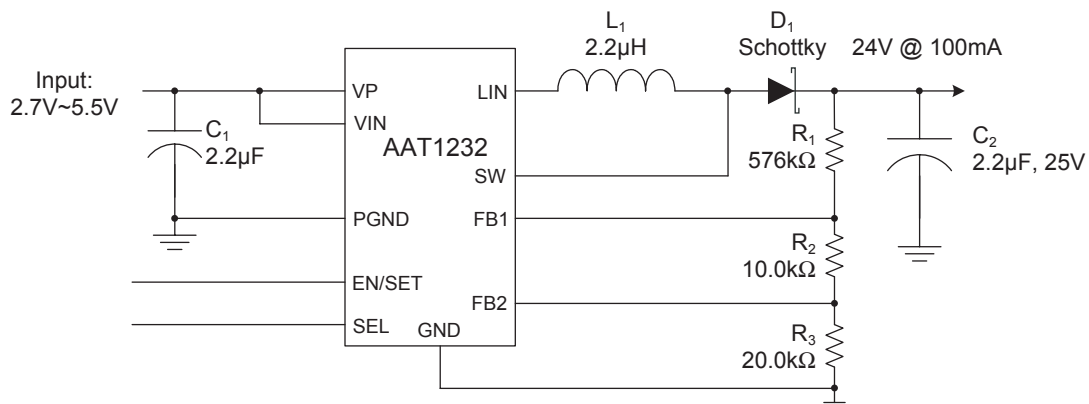 Input:
2.7V~5.5V
C1
2.2µF
VP
VIN
AAT1232
PGND
EN/SET
SEL
GND
LIN
SW
FB1
FB2
L1
2.2µH
D1
Schottky
24V @ 100mA
R1
576kΩ
R2
10.0kΩ
R3
20.0kΩ
C2
2.2µF, 25V